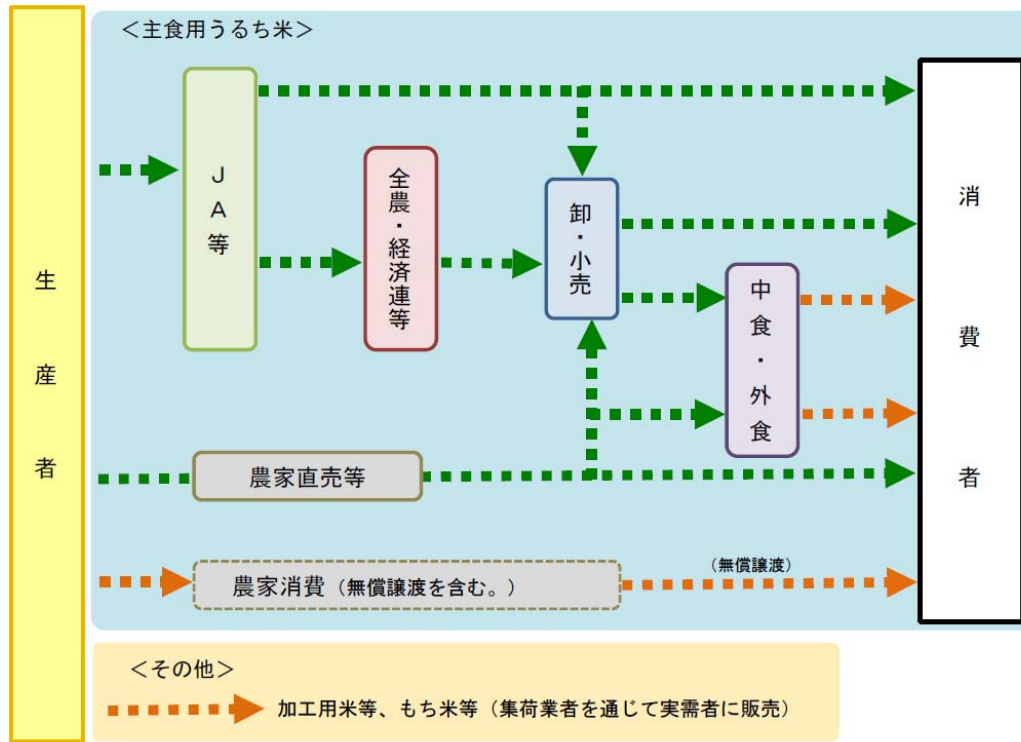 生産者
＜主食用うるち米＞
ＪＡ等
全農・経済連等
卸・小売
中食・外食
消費者
農家直売等
農家消費（無償譲渡を含む。）
（無償譲渡）
＜その他＞
加工用米等、もち米等（集荷業者を通じて実需者に販売）